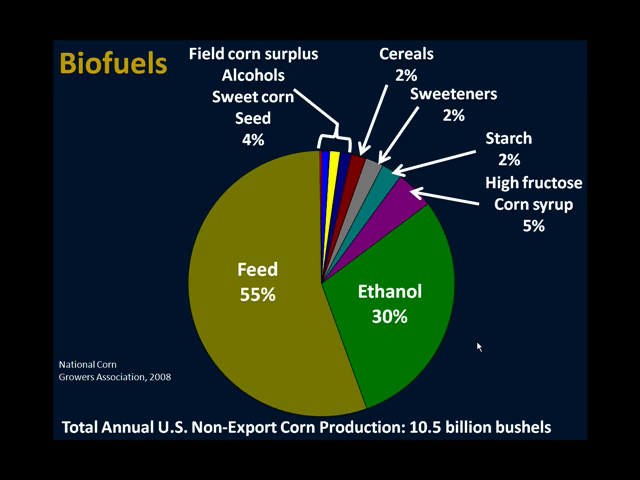 Biofuels
Field corn surplus
Alcohols
Sweet corn
Seed
4%
Cereals
2%
Sweeteners
2%
Starch
2%
High fructose
Corn syrup
5%
Feed
55%
Ethanol
30%
National Corn
Growers Association, 2008
Total Annual U.S. Non-Export Corn Production: 10.5 billion bushels